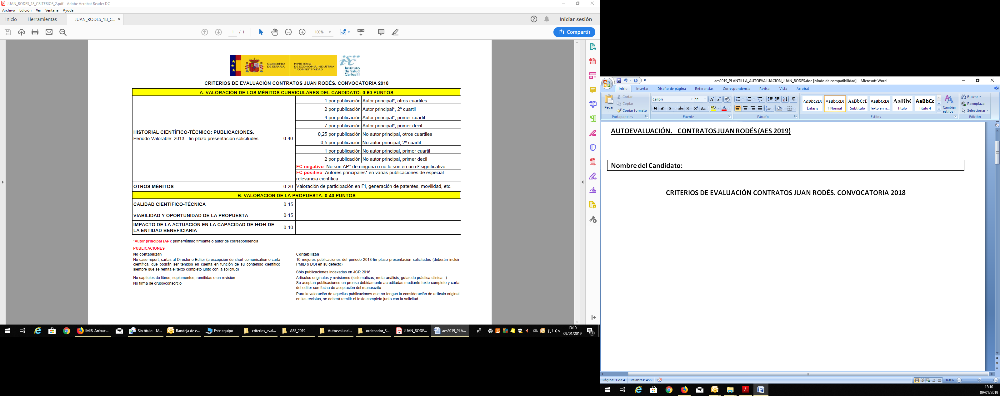 JUAN_RODES_18_CRITERIOS_2.pdf - Adobe Acrobat Reader DC
Archivo Edición Ver Ventana Ayuda
Inicio Herramientas JUAN_RODES_18_C... × Iniciar sesión
1 / 1 100% Compartir
GOBIERNO DE ESPAÑA
MINISTERIO DE ECONOMÍA, INDUSTRIA Y COMPETITIVIDAD
Instituto de Salud Carlos III
CRITERIOS DE EVALUACIÓN CONTRATOS JUAN RODÉS. CONVOCATORIA 2018
A. VALORACIÓN DE LOS MÉRITOS CURRICULARES DEL CANDIDATO: 0-60 PUNTOS
HISTORIAL CIENTÍFICO-TÉCNICO: PUBLICACIONES.
Periodo Valorable: 2013 - fin plazo presentación solicitudes
0-40
1 por publicación Autor principal*, otros cuartiles
2 por publicación Autor principal*, 2º cuartil
4 por publicación Autor principal*, primer cuartil
7 por publicación Autor principal*, primer decil
0,25 por publicación No autor principal, otros cuartiles
0,5 por publicación No autor principal, 2º cuartil
1 por publicación No autor principal, primer cuartil
2 por publicación No autor principal, primer decil
FC negativo: No son AP* de ninguna o no lo son en un nº significativo
FC positivo: Autores principales* en varias publicaciones de especial
relevancia científica
OTROS MÉRITOS 0-20 Valoración de participación en PI, generación de patentes, movilidad, etc.
B. VALORACIÓN DE LA PROPUESTA: 0-40 PUNTOS
CALIDAD CIENTÍFICO-TÉCNICA 0-15
VIABILIDAD Y OPORTUNIDAD DE LA PROPUESTA 0-15
IMPACTO DE LA ACTUACIÓN EN LA CAPACIDAD DE I+D+I DE
LA ENTIDAD BENEFICIARIA 0-10
*Autor principal (AP): primer/último firmante o autor de correspondencia
PUBLICACIONES
No contabilizan
No case report, cartas al Director o Editor (a excepción de short comunication o carta
científica, que podrán ser tenidos en cuenta en función de su contenido científico
siempre que se remita el texto completo junto con la solicitud)
No capítulos de libros, suplementos, remitidas o en revisión
No firma de grupo/consorcio
Contabilizan
10 mejores publicaciones del periodo 2013-fin plazo presentación solicitudes (deberán incluir
PMID o DOI en su defecto)
Sólo publicaciones indexadas en JCR 2016
Artículos originales y revisiones (sistemáticas, meta-análisis, guías de práctica clínica...)
Se aceptan publicaciones en prensa debidamente acreditadas mediante texto completo y carta
del editor con fecha de aceptación del manuscrito.
Para la valoración de aquellas publicaciones que no tengan la consideración de artículo original
en las revistas, se deberá remitir el texto completo junto con la solicitud.
IMIB-Arrixac... Sin título - M... Bandeja de e... Este equipo criterios_eval... AES_2019 Autoevaluaci... ordenador_S... JUAN_RODE... aes2019_PLA... 13:10
09/01/2019
1
aes2019_PLANTILLA_AUTOEVALUACION_JUAN_RODES.doc [Modo de compatibilidad] - Microsoft Word
Inicio Insertar Diseño de página Referencias Correspondencia Revisar Vista Acrobat
Pegar
Cortar
Copiar
Copiar formato
Portapapeles
Calibri 11
N K S abc x₂ x² Aa
Fuente
Párrafo
AaBbCcDc AaBbCcDc AaBbCcI AaBbCcDc AaBbC AaBbCc
Énfasis ¶ Normal Subtítulo Texto en n... Título Título 4
Cambiar estilos
Estilos
Buscar
Reemplazar
Seleccionar
Edición
AUTOEVALUACIÓN. CONTRATOS JUAN RODÉS (AES 2019)
Nombre del Candidato:
CRITERIOS DE EVALUACIÓN CONTRATOS JUAN RODÉS. CONVOCATORIA 2018
Página: 1 de 4 Palabras: 455 160%
13:10
09/01/2019